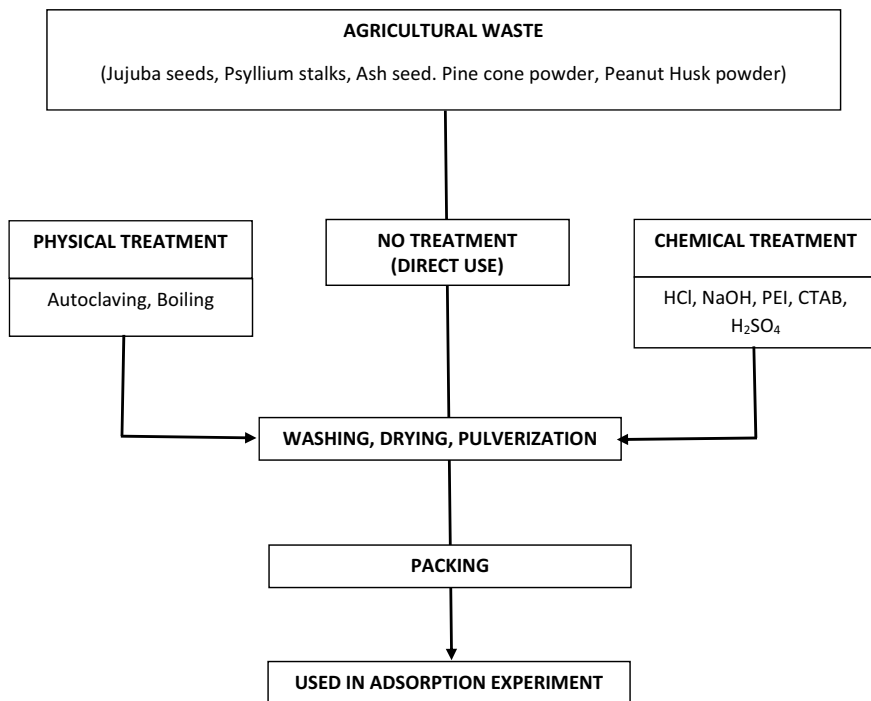 AGRICULTURAL WASTE
(Jujuba seeds, Psyllium stalks, Ash seed. Pine cone powder, Peanut Husk powder)
PHYSICAL TREATMENT
Autoclaving, Boiling
NO TREATMENT
(DIRECT USE)
CHEMICAL TREATMENT
HCl, NaOH, PEI, CTAB,
H₂SO₄
WASHING, DRYING, PULVERIZATION
PACKING
USED IN ADSORPTION EXPERIMENT